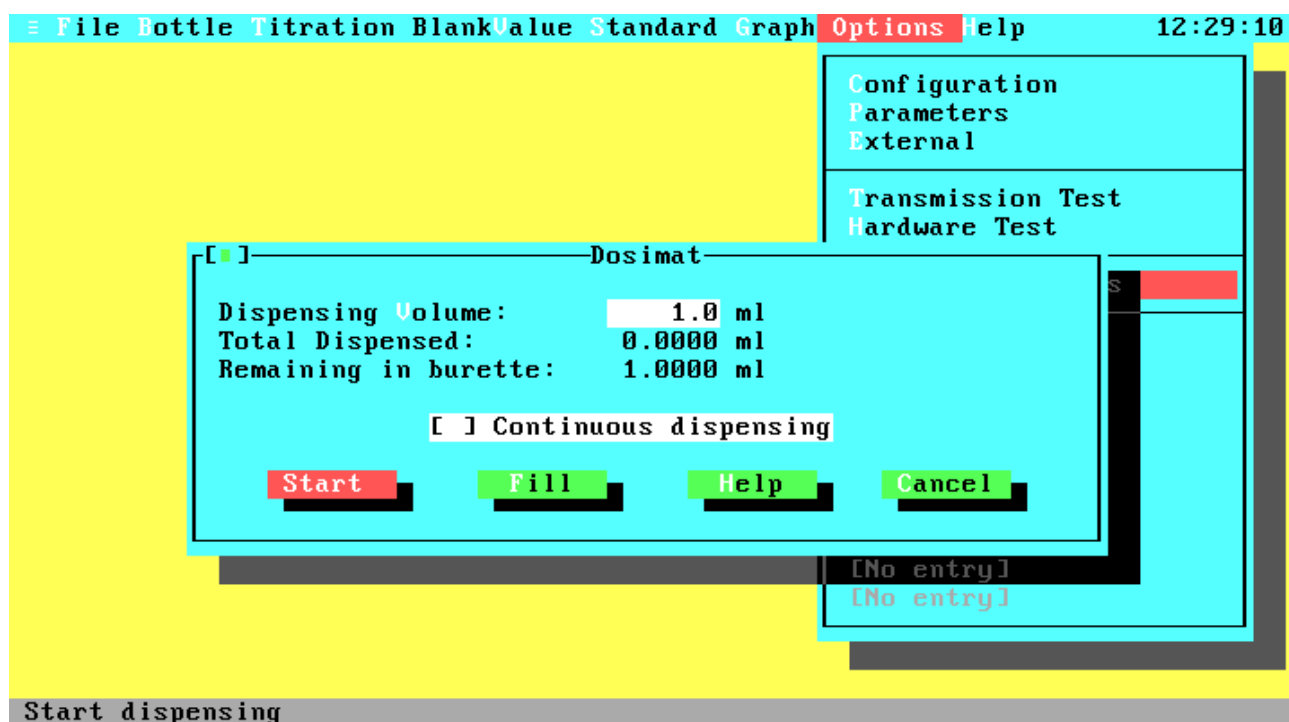 ≡ File Bottle Titration BlankValue Standard Graph Options Help 12:29:10
Configuration
Parameters
External
Transmission Test
Hardware Test
[■] Dosimat
s
Dispensing Volume: 1.0 ml
Total Dispensed: 0.0000 ml
Remaining in burette: 1.0000 ml
[ ] Continuous dispensing
Start Fill Help Cancel
[No entry]
[No entry]
Start dispensing